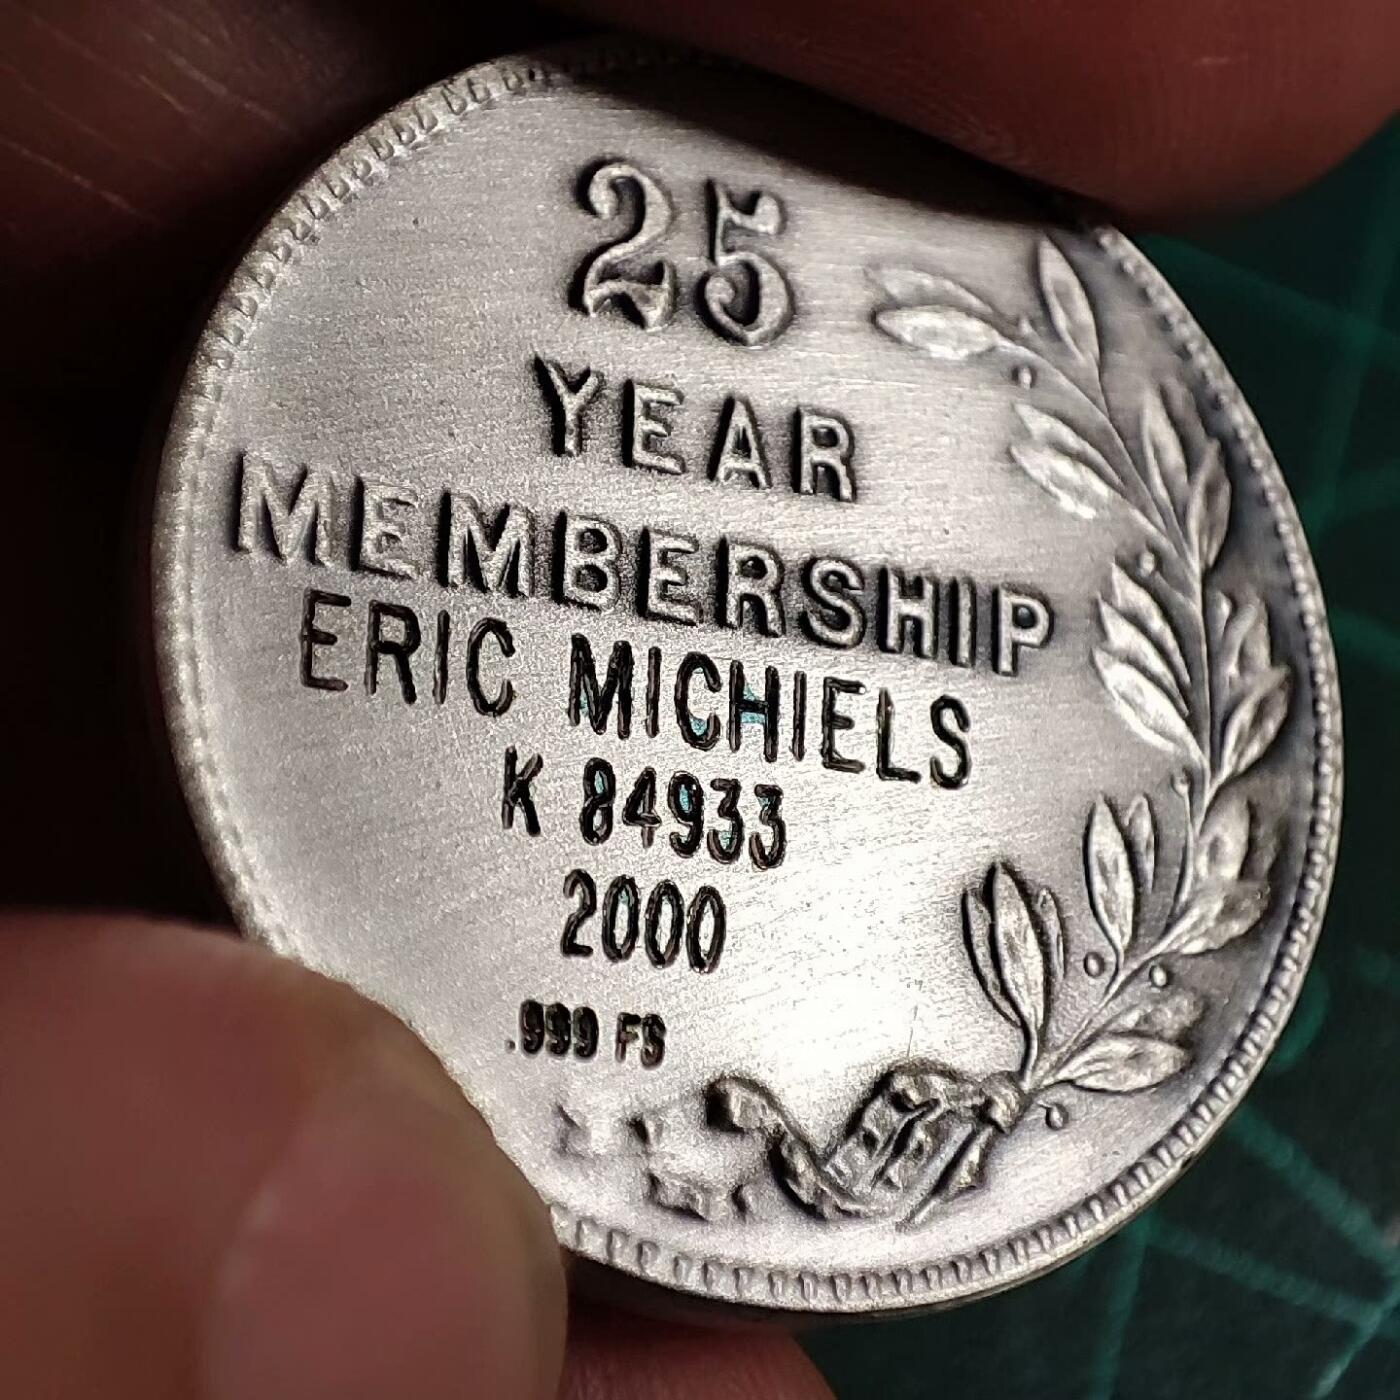 25
YEAR
MEMBERSHIP
ERIC MICHIELS
K 84933
2000
.999 FS